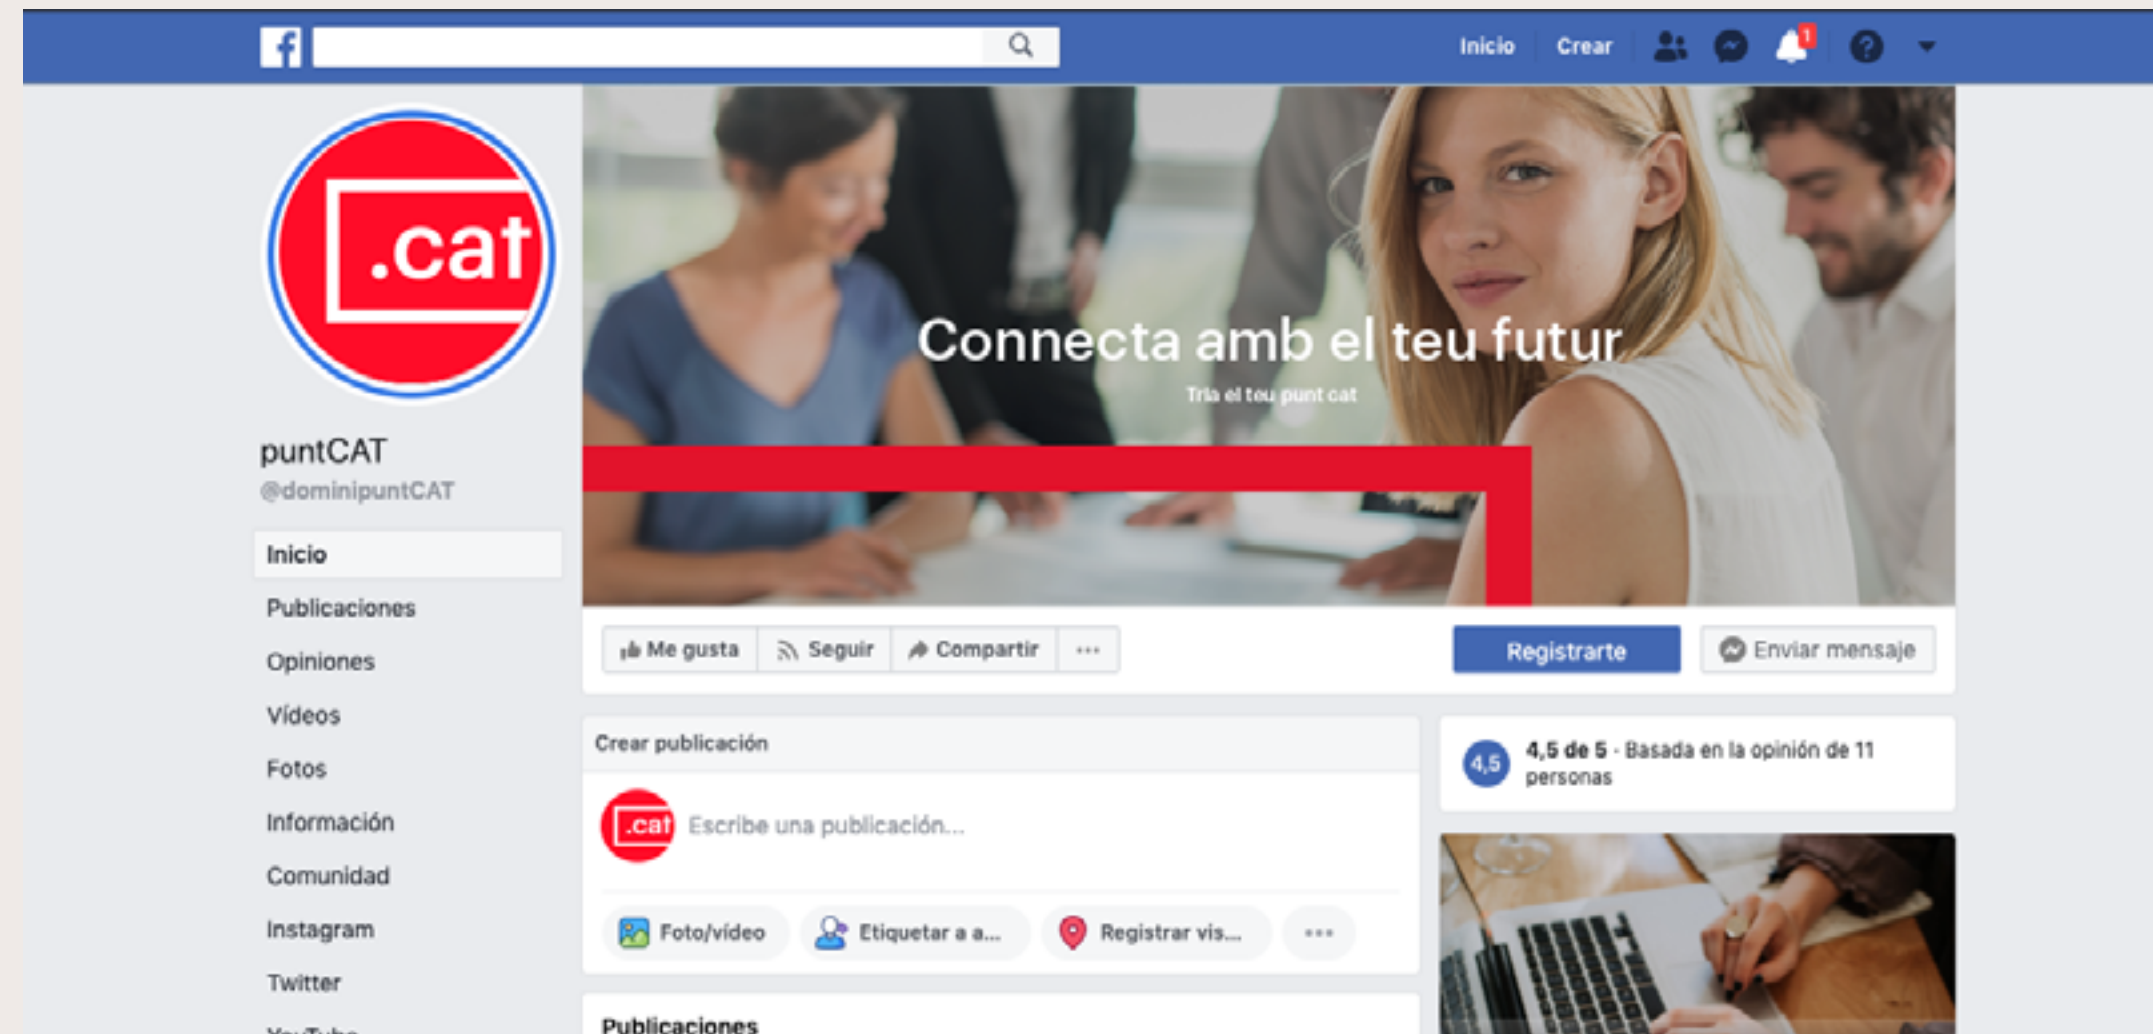 Inicio
Crear
1
.cat
puntCAT
@dominipuntCAT
Inicio
Publicaciones
Opiniones
Vídeos
Fotos
Información
Comunidad
Instagram
Twitter
YouTube
Connecta amb el teu futur
Tria el teu punt cat
Me gusta
Seguir
Compartir
...
Registrarte
Enviar mensaje
Crear publicación
.cat
Escribe una publicación...
Foto/vídeo
Etiquetar a a...
Registrar vis...
...
Publicaciones
4,5
4,5 de 5 · Basada en la opinión de 11
personas